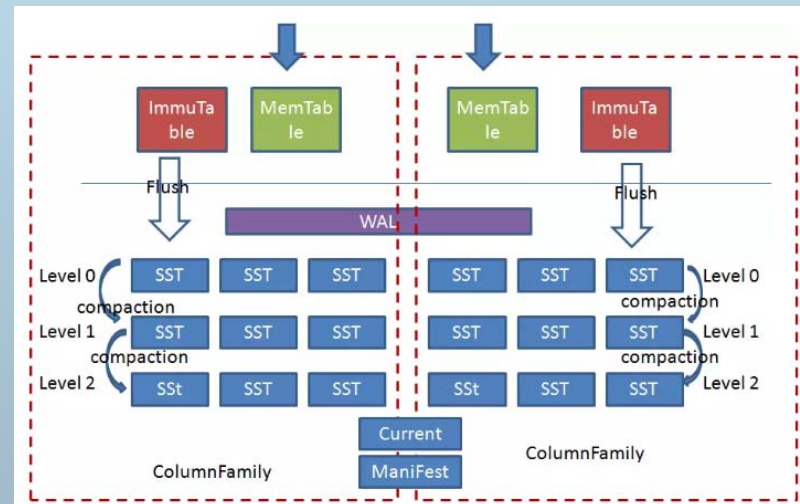 ImmuTa
ble
MemTab
le
MemTab
le
ImmuTa
ble
Flush
Flush
WAL
Level 0
SST
SST
SST
SST
SST
SST
Level 0
compaction
compaction
Level 1
SST
SST
SST
SST
SST
SST
Level 1
compaction
compaction
Level 2
SSt
SST
SST
SSt
SST
SST
Level 2
Current
ColumnFamily
ColumnFamily
ManiFest